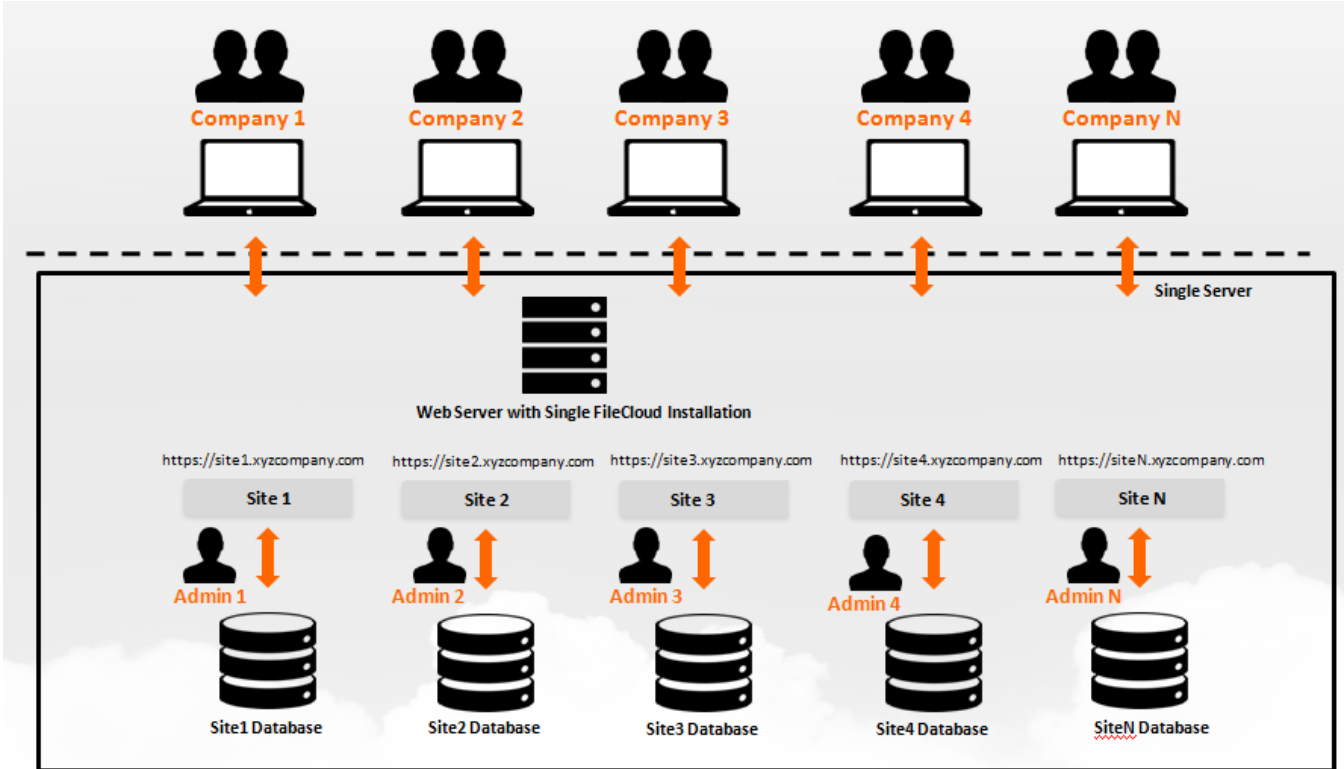 Company 1
Company 2
Company 3
Company 4
Company N
Single Server
Web Server with Single FileCloud Installation
https://site1.xyzcompany.com
https://site2.xyzcompany.com
https://site3.xyzcompany.com
https://site4.xyzcompany.com
https://siteN.xyzcompany.com
Site 1
Site 2
Site 3
Site 4
Site N
Admin 1
Admin 2
Admin 3
Admin 4
Admin N
Site1 Database
Site2 Database
Site3 Database
Site4 Database
SiteN Database